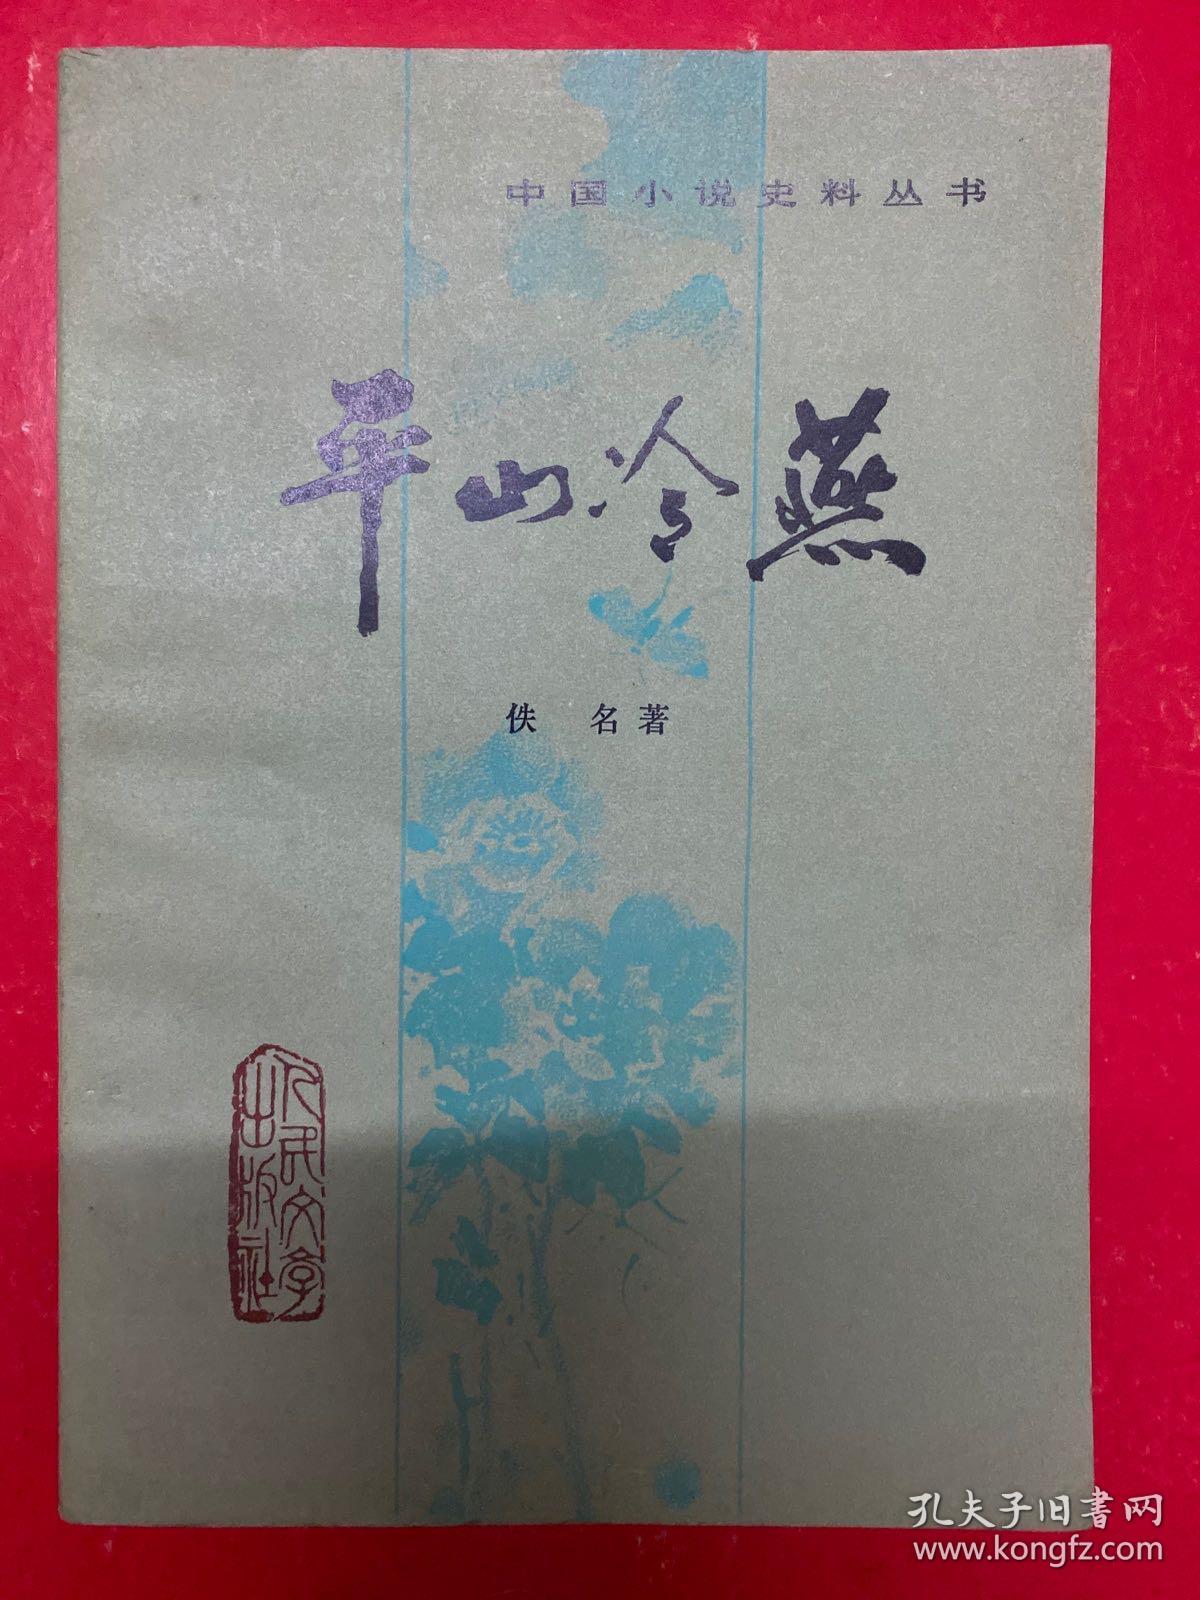 中国小说史料丛书
平山冷燕
佚 名著
人民文学
出版社
孔夫子旧书网
www.kongfz.com